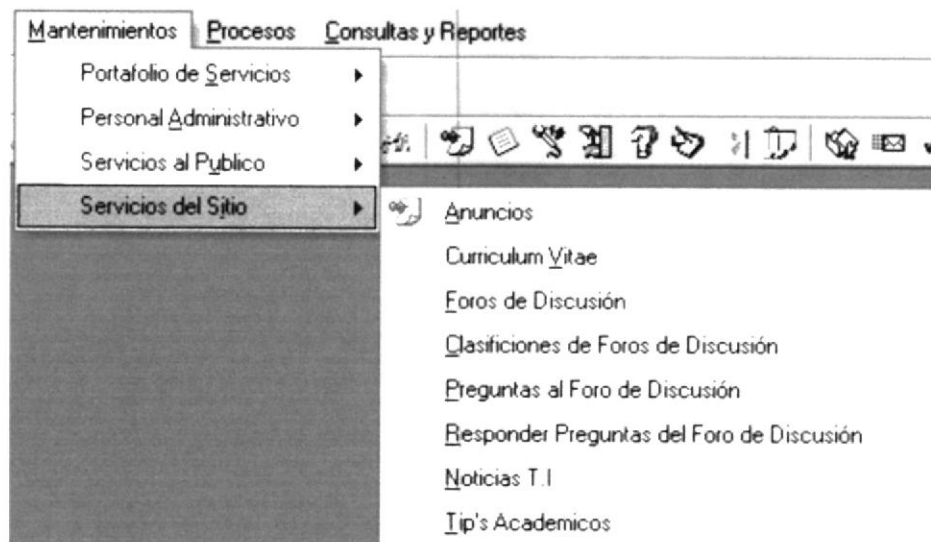 Mantenimientos Procesos Consultas y Reportes
Portafolio de Servicios
Personal Administrativo
Servicios al Publico
Servicios del Sitio
Anuncios
Curriculum Vitae
Foros de Discusión
Clasificiones de Foros de Discusión
Preguntas al Foro de Discusión
Responder Preguntas del Foro de Discusión
Noticias T.I
Tip's Academicos